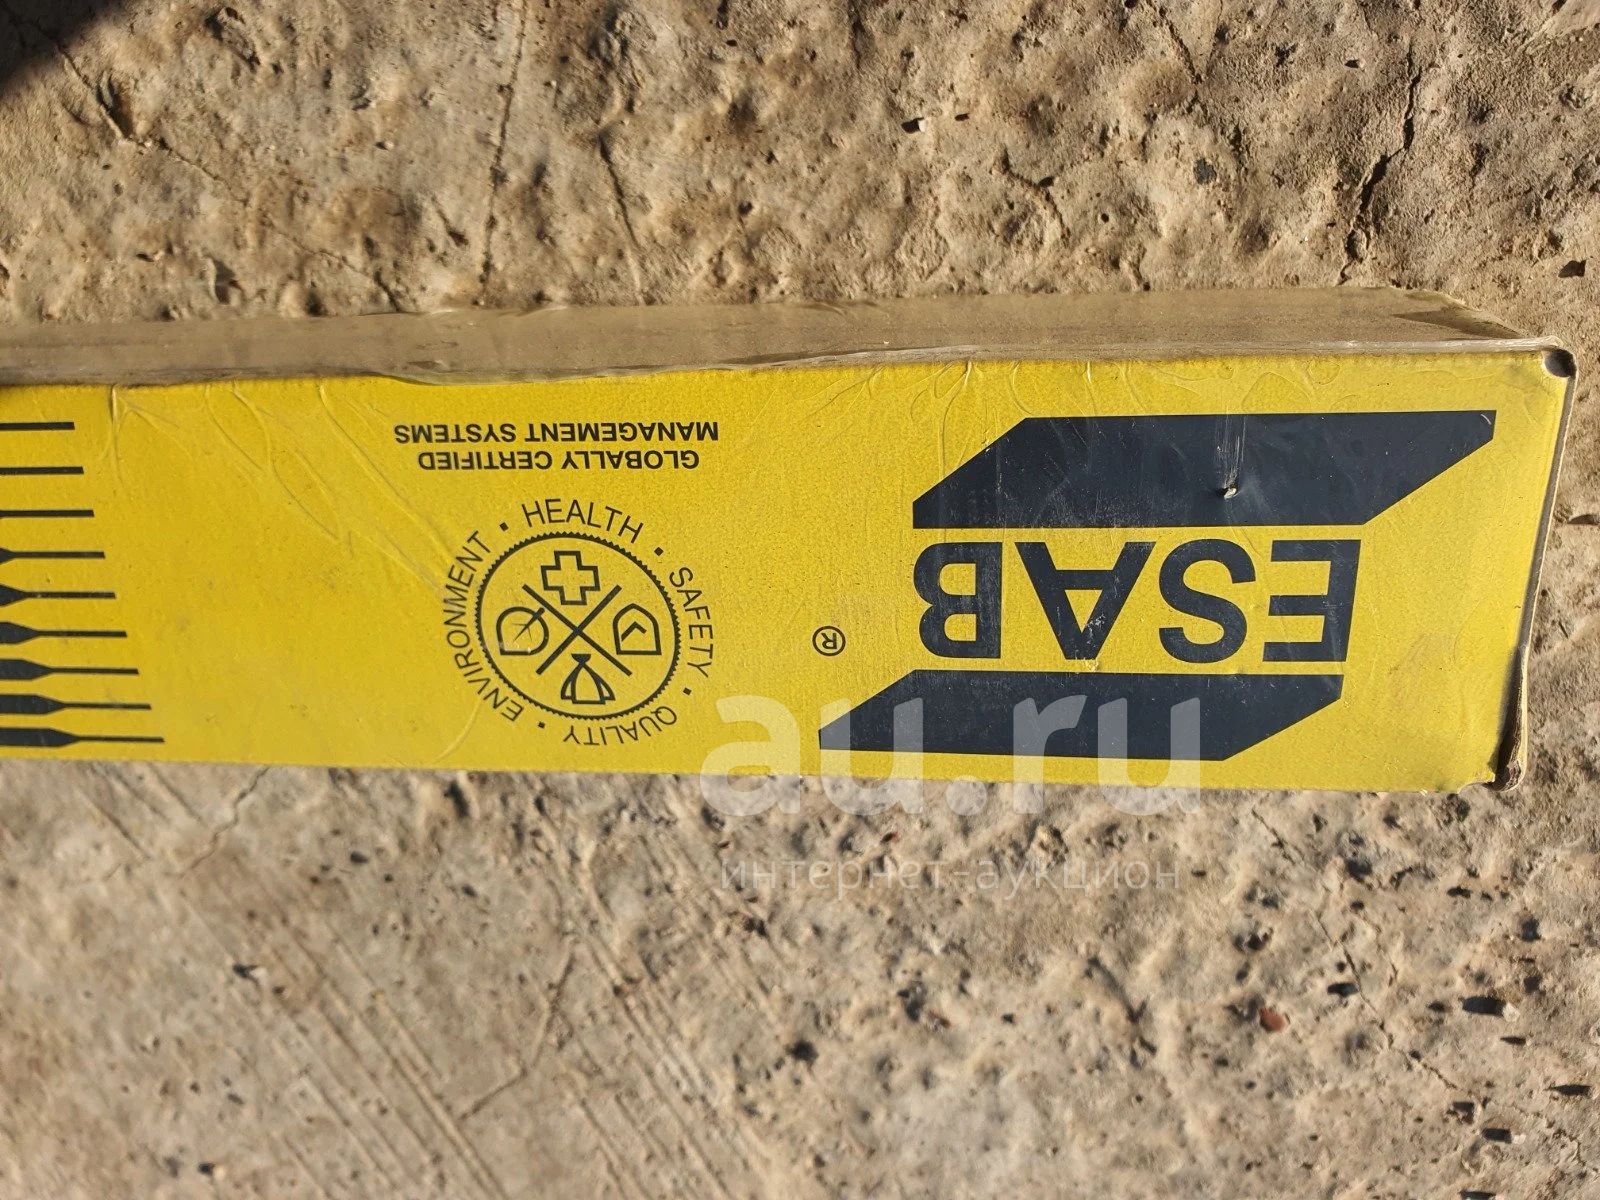 ESAB
®
HEALTH · SAFETY · QUALITY · ENVIRONMENT ·
GLOBALLY CERTIFIED
MANAGEMENT SYSTEMS
au.ru
интернет-аукцион